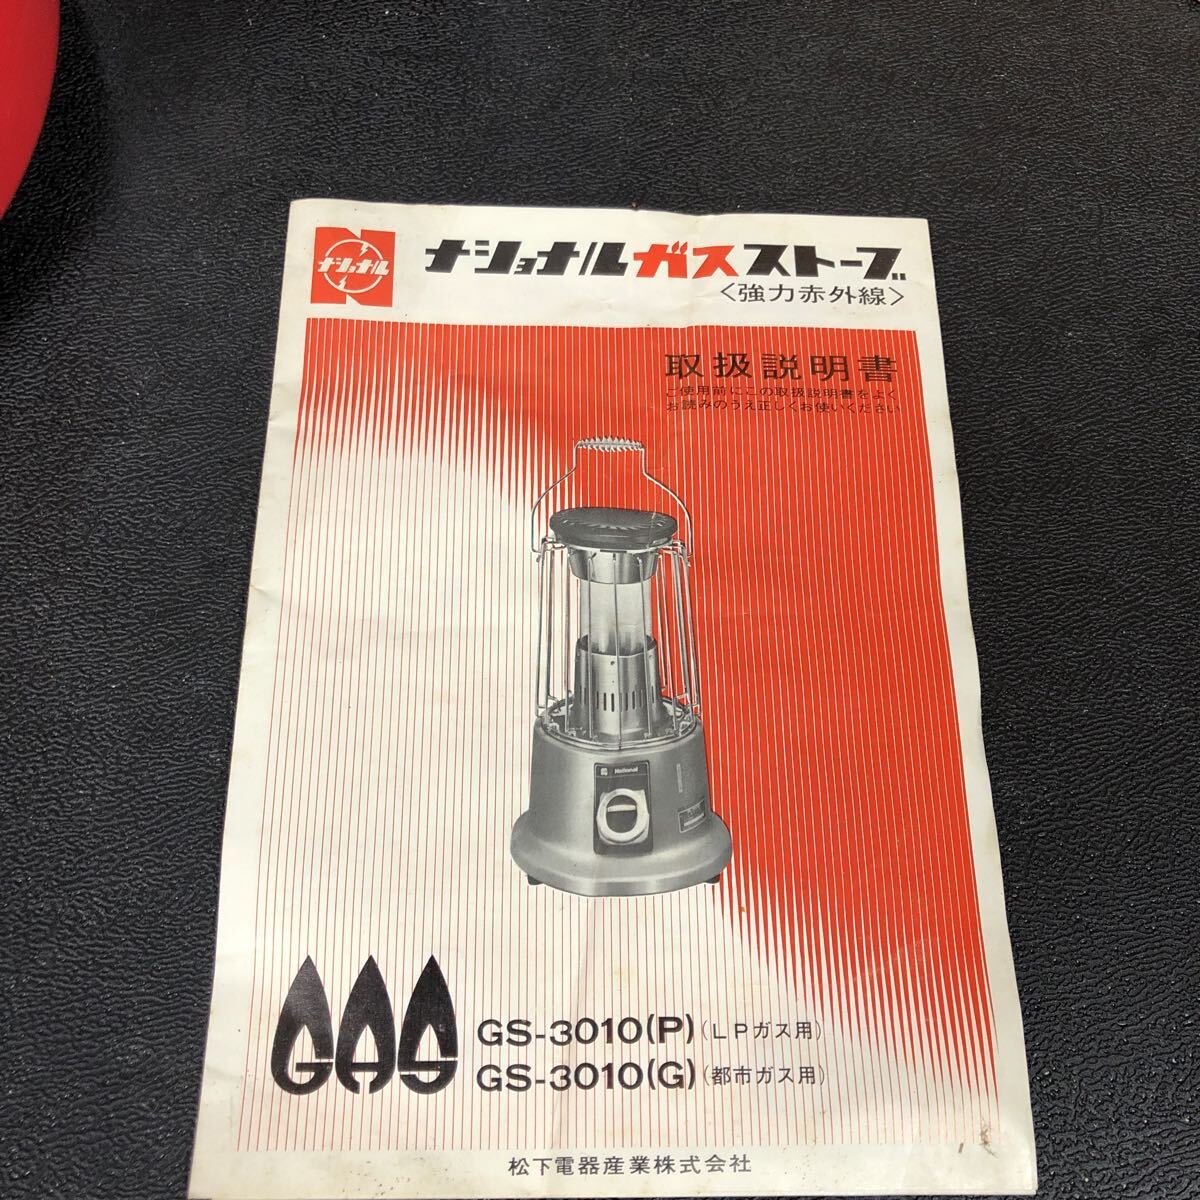 ナショナル
ナショナルガスストーブ
<強力赤外線>
取扱説明書
ご使用前にこの取扱説明書をよく
お読みのうえ正しくお使いください
National
GAS
GS-3010(P) (LPガス用)
GS-3010(G) (都市ガス用)
松下電器産業株式会社